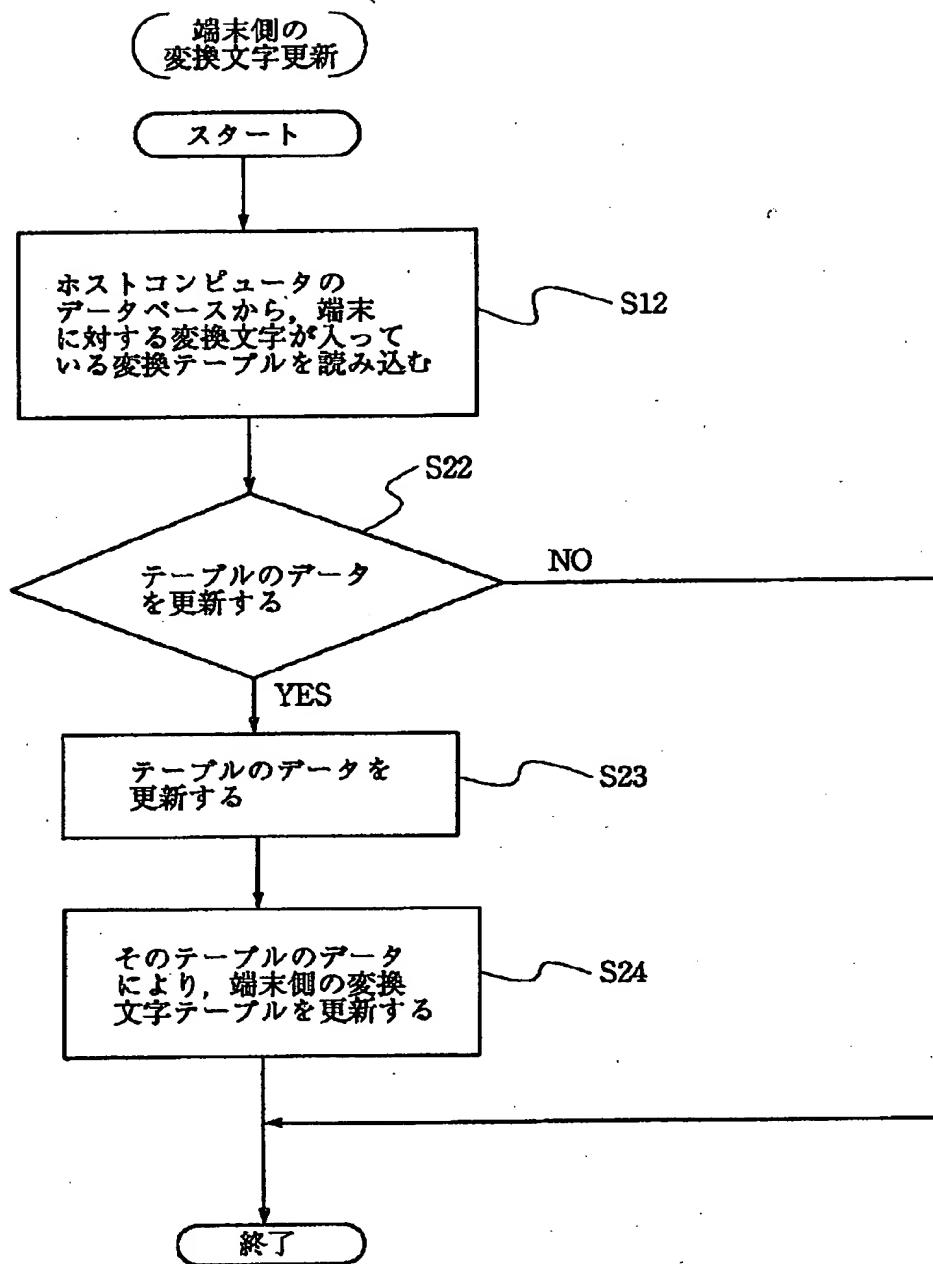 端末側の
変換文字更新
スタート
ホストコンピュータの
データベースから,端末
に対する変換文字が入って
いる変換テーブルを読み込む
S12
S22
テーブルのデータ
を更新する
NO
YES
テーブルのデータを
更新する
S23
そのテーブルのデータ
により,端末側の変換
文字テーブルを更新する
S24
終了